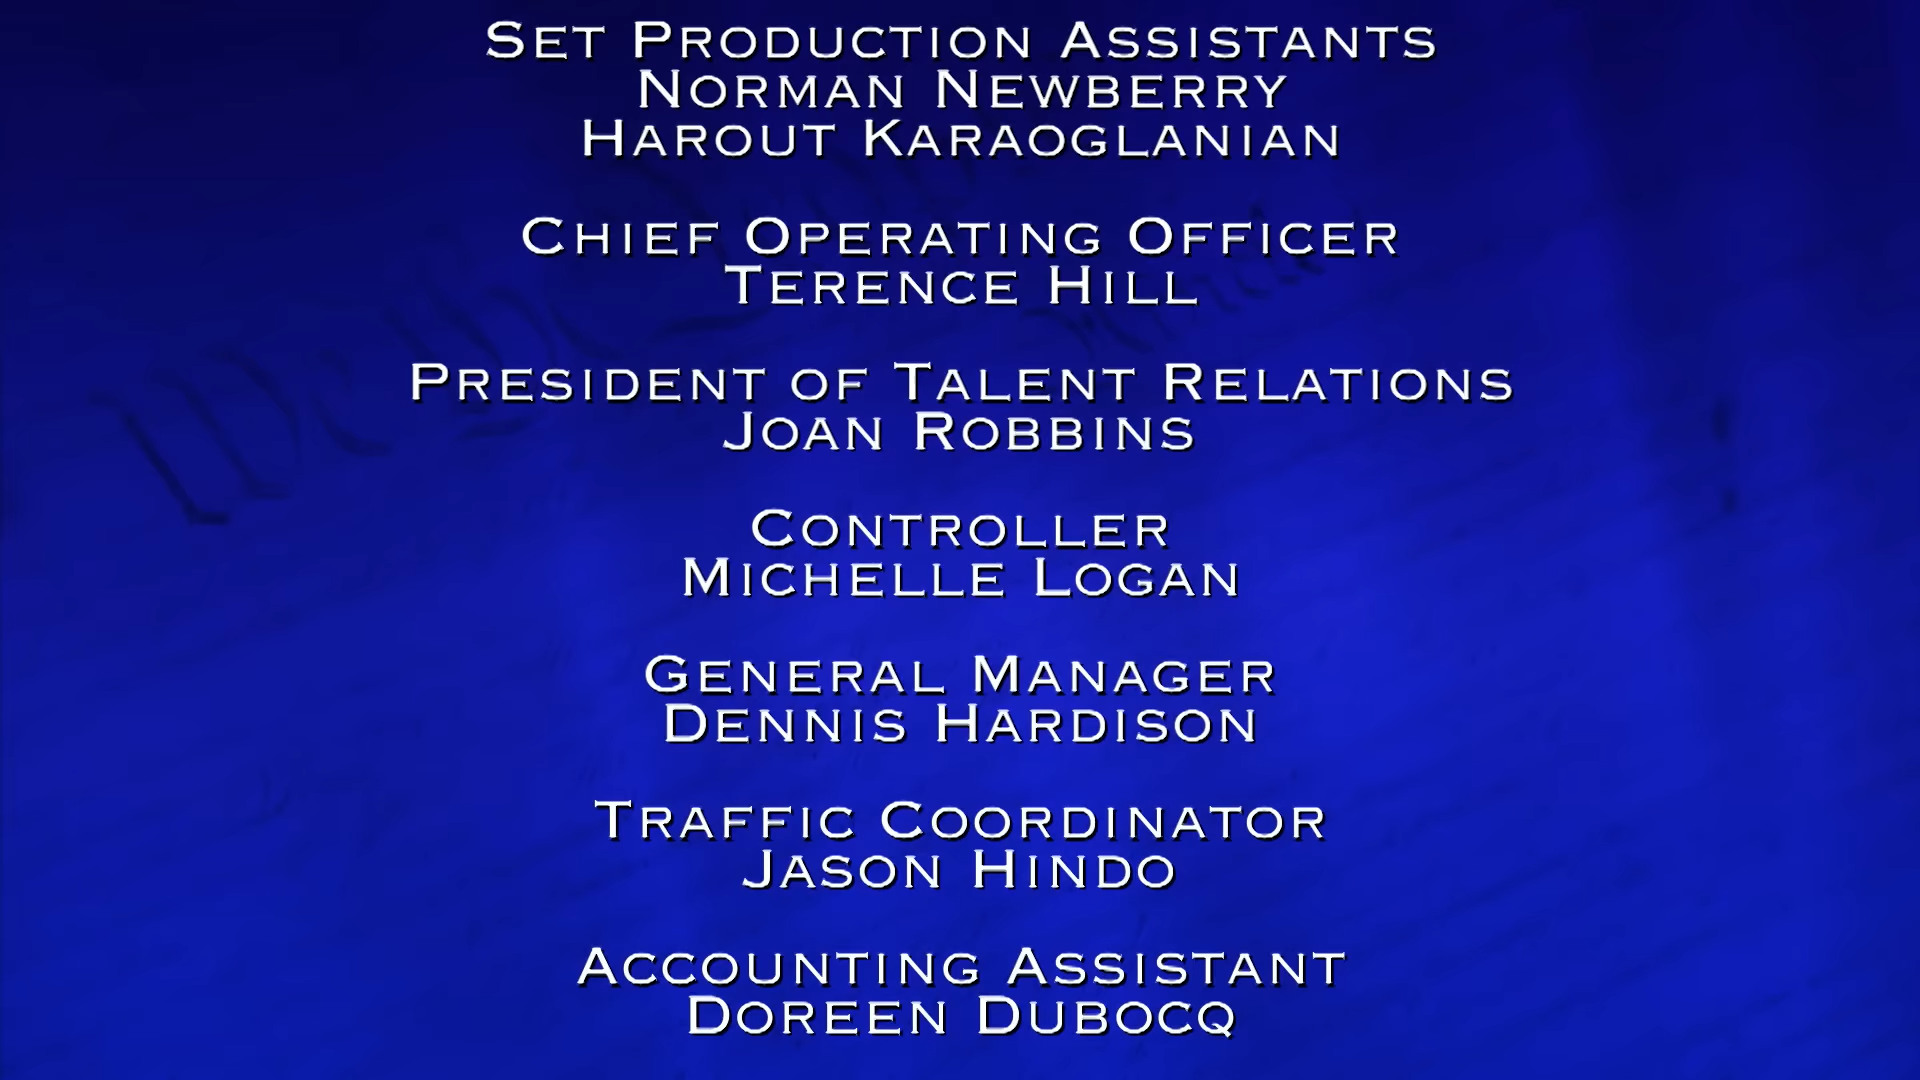 Set Production Assistants
Norman Newberry
Harout Karaoglanian
Chief Operating Officer
Terence Hill
President of Talent Relations
Joan Robbins
Controller
Michelle Logan
General Manager
Dennis Hardison
Traffic Coordinator
Jason Hindo
Accounting Assistant
Doreen Dubocq